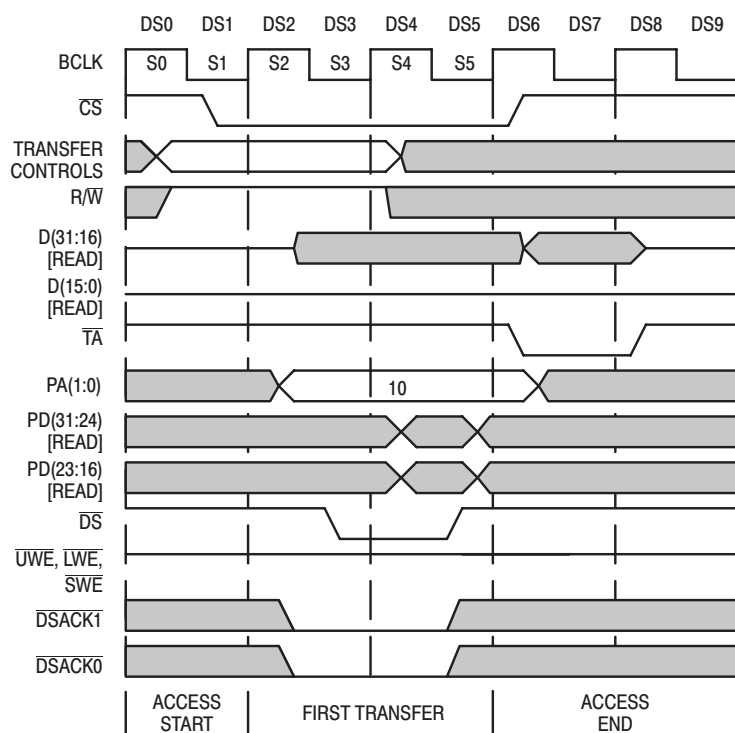 DS0 DS1 DS2 DS3 DS4 DS5 DS6 DS7 DS8 DS9
BCLK S0 S1 S2 S3 S4 S5
CS
TRANSFER
CONTROLS
R/W
D(31:16)
[READ]
D(15:0)
[READ]
TA
PA(1:0) 10
PD(31:24)
[READ]
PD(23:16)
[READ]
DS
UWE, LWE,
SWE
DSACK1
DSACK0
ACCESS
START
FIRST TRANSFER
ACCESS
END